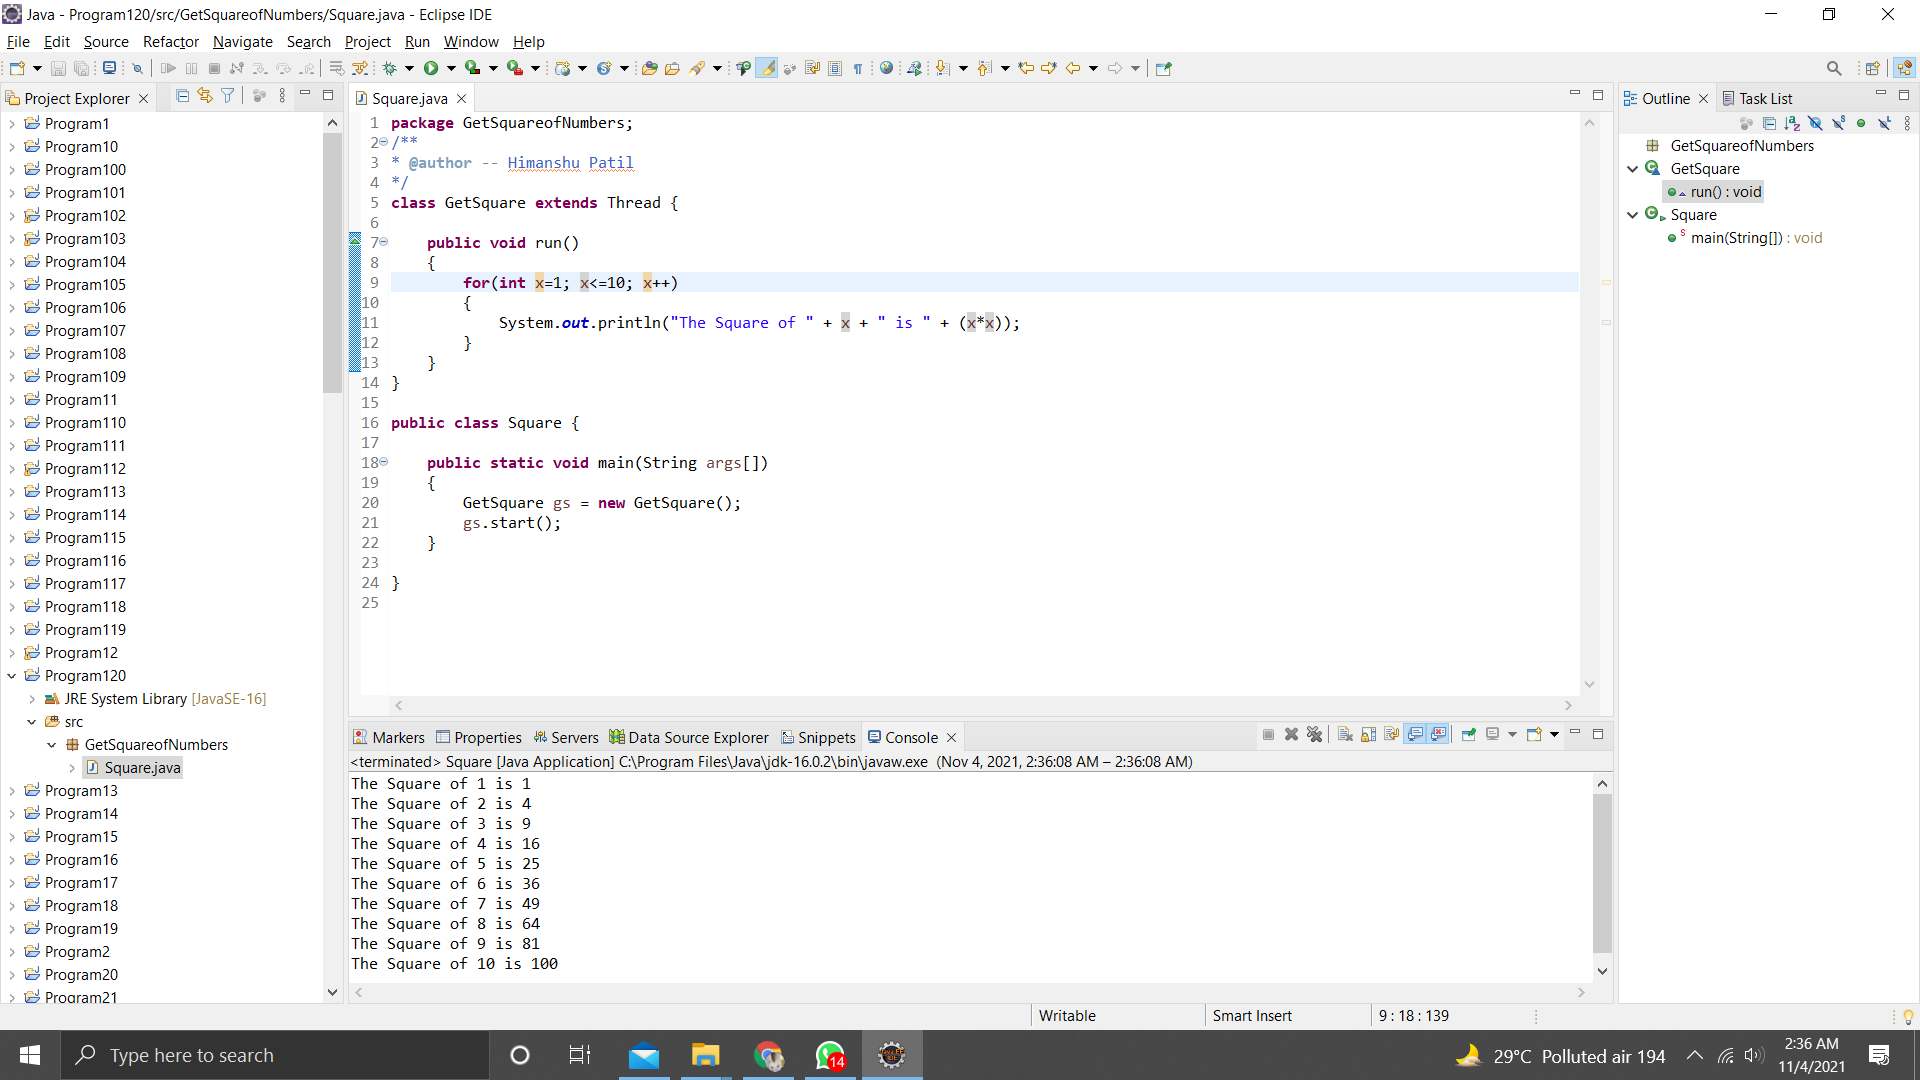 Java - Program120/src/GetSquareofNumbers/Square.java - Eclipse IDE
File Edit Source Refactor Navigate Search Project Run Window Help
Project Explorer
Program1
Program10
Program100
Program101
Program102
Program103
Program104
Program105
Program106
Program107
Program108
Program109
Program11
Program110
Program111
Program112
Program113
Program114
Program115
Program116
Program117
Program118
Program119
Program12
Program120
JRE System Library [JavaSE-16]
src
GetSquareofNumbers
Square.java
Program13
Program14
Program15
Program16
Program17
Program18
Program19
Program2
Program20
Program21
Square.java
1 package GetSquareofNumbers;
2 /**
3 * @author -- Himanshu Patil
4 */
5 class GetSquare extends Thread {
6
7 public void run()
8 {
9 for(int x=1; x<=10; x++)
10 {
11 System.out.println("The Square of " + x + " is " + (x*x));
12 }
13 }
14 }
15
16 public class Square {
17
18 public static void main(String args[])
19 {
20 GetSquare gs = new GetSquare();
21 gs.start();
22 }
23
24 }
25
Outline Task List
GetSquareofNumbers
GetSquare
run() : void
Square
main(String[]) : void
Markers Properties Servers Data Source Explorer Snippets Console
<terminated> Square [Java Application] C:\Program Files\Java\jdk-16.0.2\bin\javaw.exe (Nov 4, 2021, 2:36:08 AM – 2:36:08 AM)
The Square of 1 is 1
The Square of 2 is 4
The Square of 3 is 9
The Square of 4 is 16
The Square of 5 is 25
The Square of 6 is 36
The Square of 7 is 49
The Square of 8 is 64
The Square of 9 is 81
The Square of 10 is 100
Writable Smart Insert 9 : 18 : 139
Type here to search
14
29°C Polluted air 194
2:36 AM
11/4/2021